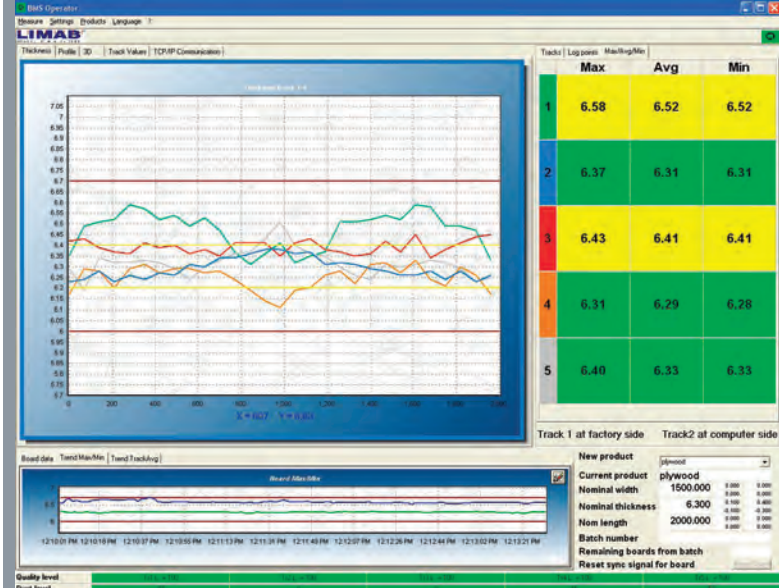 BMS Operator
Measure Settings Products Language ?
LIMAB
Thickness Profile 3D Track Values TCP/IP Communication
Tracks Log points Max/Avg/Min
Max Avg Min
1 6.58 6.52 6.52
2 6.37 6.31 6.31
3 6.43 6.41 6.41
4 6.31 6.29 6.28
5 6.40 6.33 6.33
7.05
7
6.95
6.9
6.85
6.8
6.75
6.7
6.65
6.6
6.55
6.5
6.45
6.4
6.35
6.3
6.25
6.2
6.15
6.1
6.05
6
5.95
5.9
5.85
5.8
5.75
5.7
0 200 400 600 800 1,000 1,200 1,400 1,600 1,800
Track 1 at factory side Track2 at computer side
Board data Trend Max/Min Trend TrackAvg
Board Max/Min
7
6.5
6
12:10:01 PM 12:10:18 PM 12:10:37 PM 12:10:55 PM 12:11:13 PM 12:11:31 PM 12:11:49 PM 12:12:07 PM 12:12:26 PM 12:12:44 PM 12:13:02 PM 12:13:21 PM
New product plywood
Current product plywood
Nominal width 1500.000
Nominal thickness 6.300
Nom length 2000.000
Batch number
Remaining boards from batch
Reset sync signal for board
Quality level